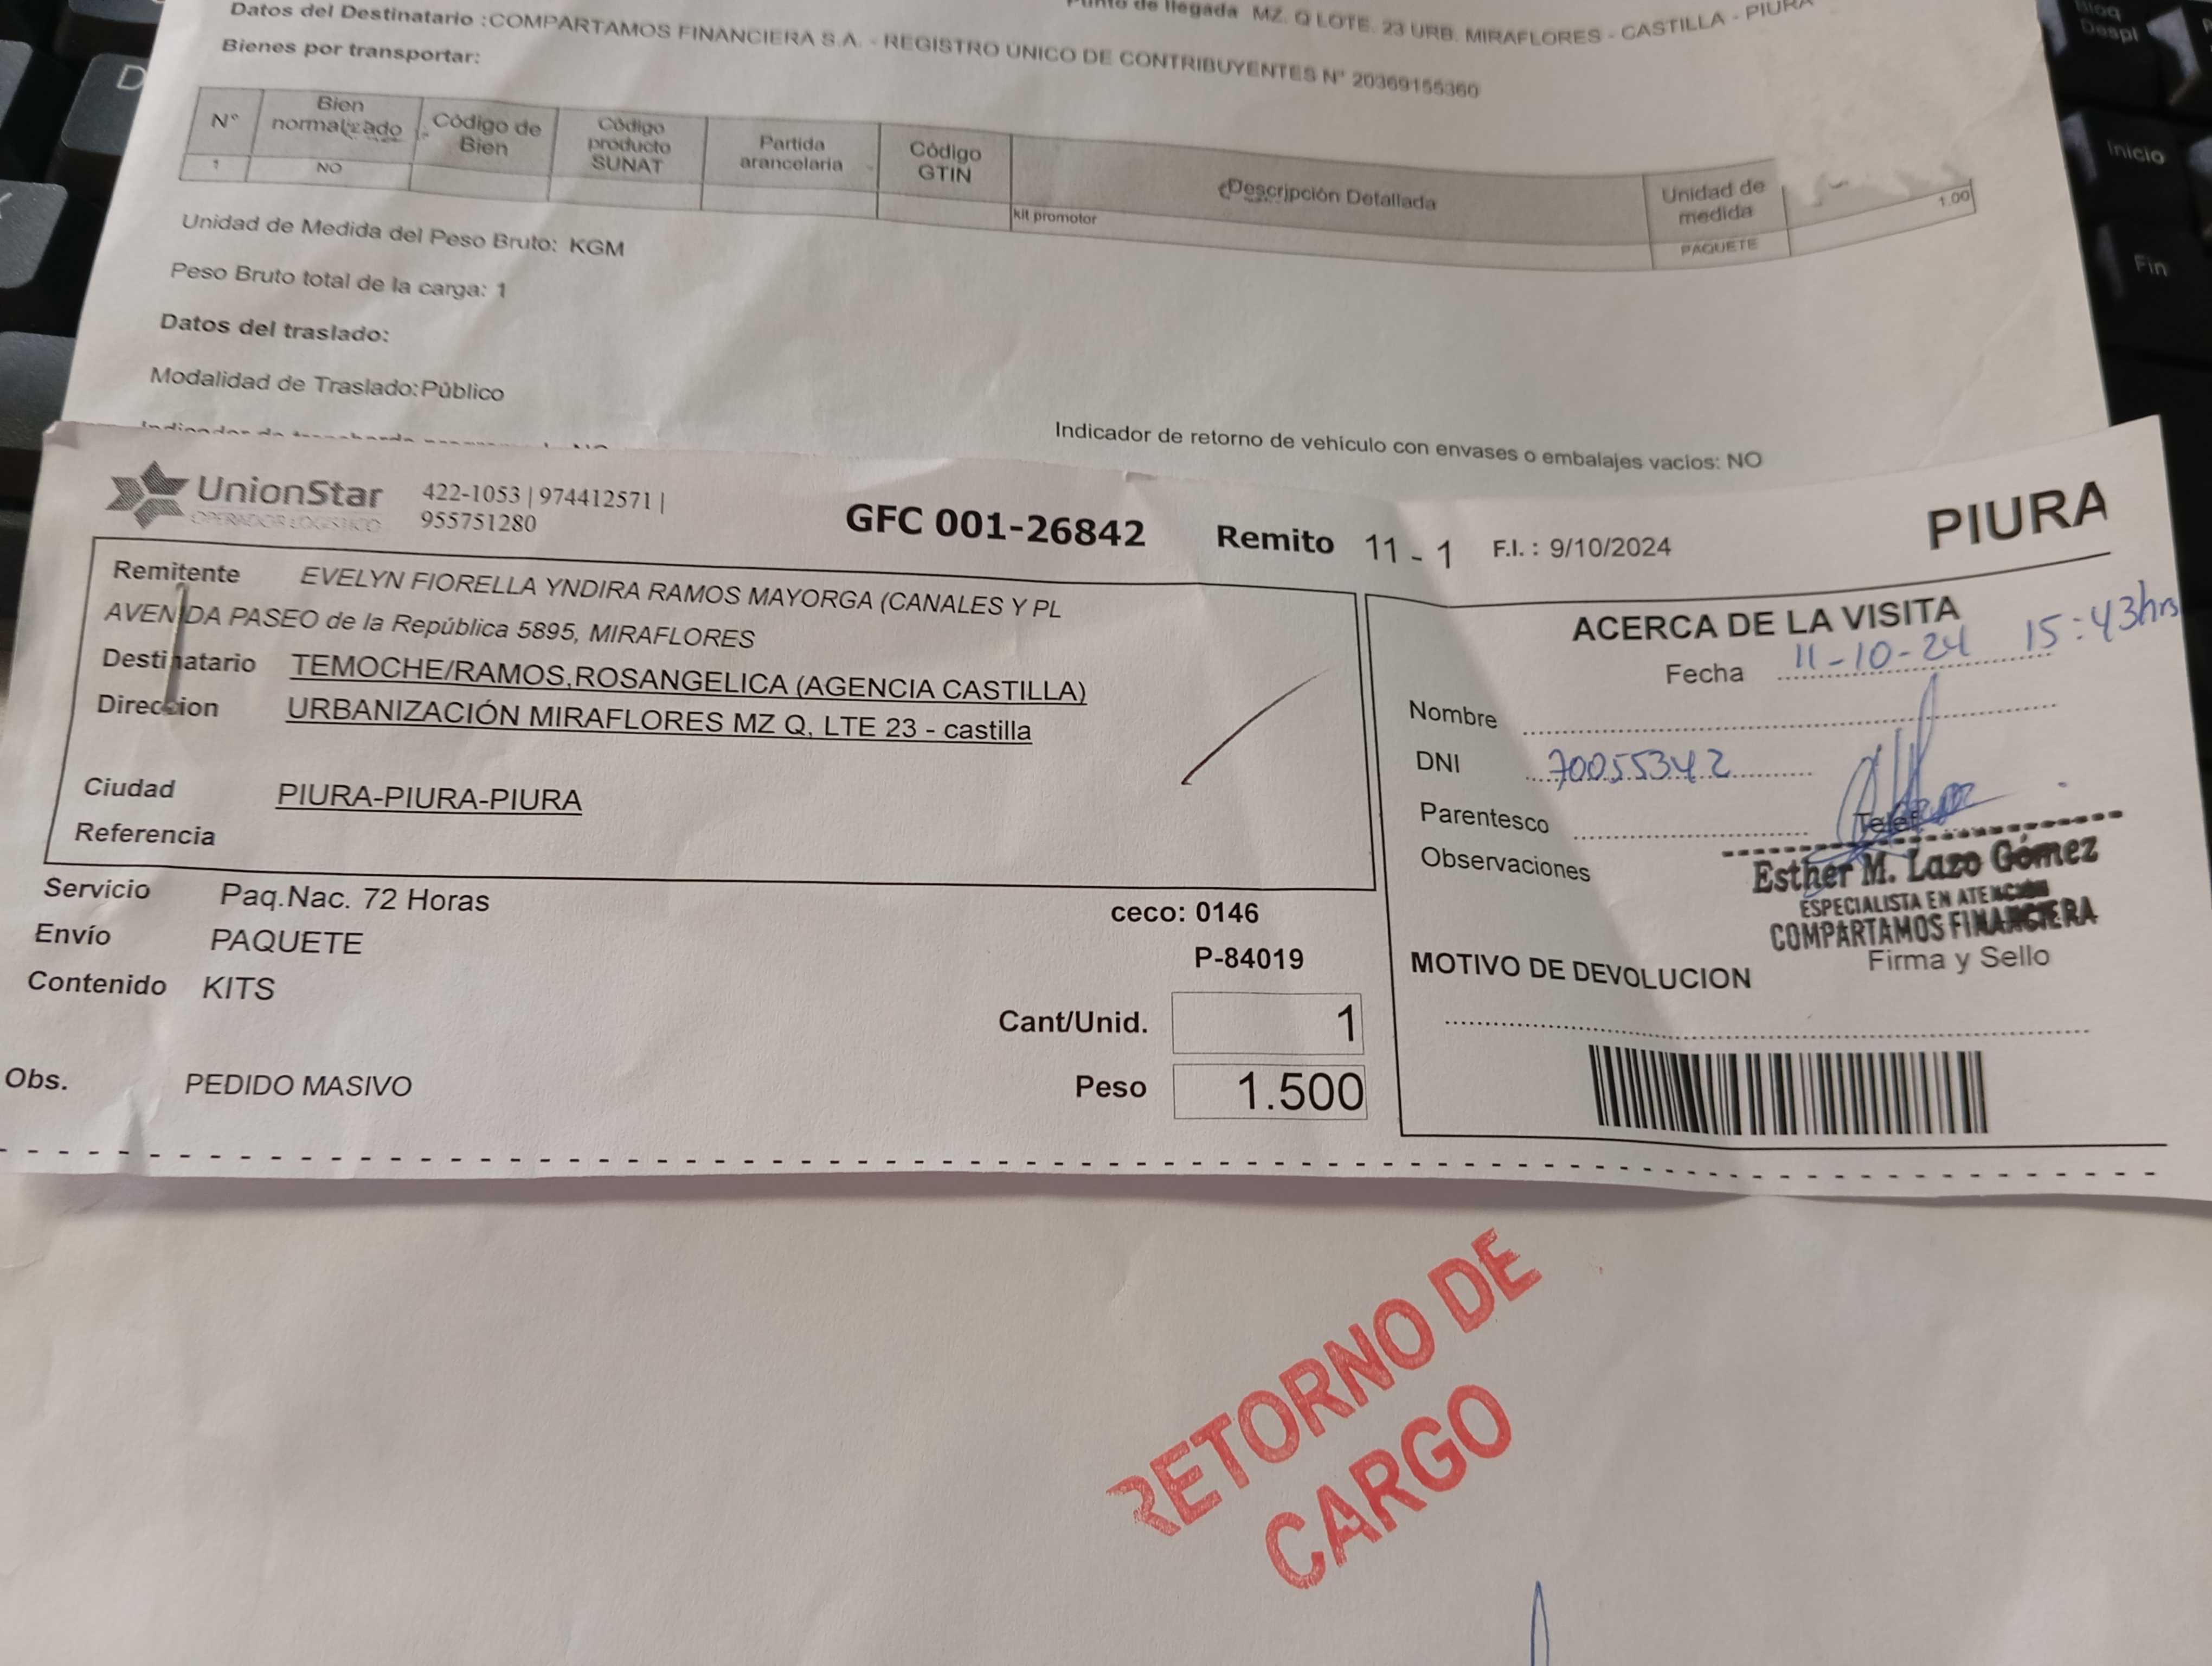 Punto de llegada MZ. Q LOTE. 23 URB. MIRAFLORES - CASTILLA - PIURA
Datos del Destinatario :COMPARTAMOS FINANCIERA S.A. - REGISTRO ÚNICO DE CONTRIBUYENTES N° 20369155360
Bienes por transportar:
N° Bien normalizado Código de Bien Código producto SUNAT Partida arancelaria Código GTIN Descripción Detallada Unidad de medida
1 NO kit promotor PAQUETE 1.00
Unidad de Medida del Peso Bruto: KGM
Peso Bruto total de la carga: 1
Datos del traslado:
Modalidad de Traslado:Público
Indicador de retorno de vehículo con envases o embalajes vacíos: NO
UnionStar
OPERADOR LOGISTICO
422-1053 | 974412571 |
955751280
GFC 001-26842 Remito 11 - 1 F.I. : 9/10/2024
PIURA
Remitente EVELYN FIORELLA YNDIRA RAMOS MAYORGA (CANALES Y PL
AVENIDA PASEO de la República 5895, MIRAFLORES
Destinatario TEMOCHE/RAMOS,ROSANGELICA (AGENCIA CASTILLA)
Direccion URBANIZACIÓN MIRAFLORES MZ Q, LTE 23 - castilla
Ciudad PIURA-PIURA-PIURA
Referencia
Servicio Paq.Nac. 72 Horas
ceco: 0146
Envío PAQUETE
P-84019
Contenido KITS
Cant/Unid. 1
Peso 1.500
Obs. PEDIDO MASIVO
ACERCA DE LA VISITA
Fecha 11-10-24 15:43hrs
Nombre
DNI 70055342
Parentesco Telef
Observaciones
Esther M. Lazo Gómez
ESPECIALISTA EN ATENCIÓN
COMPARTAMOS FINANCIERA
Firma y Sello
MOTIVO DE DEVOLUCION
RETORNO DE
CARGO
Bloq
Despl
Inicio
Fin
D